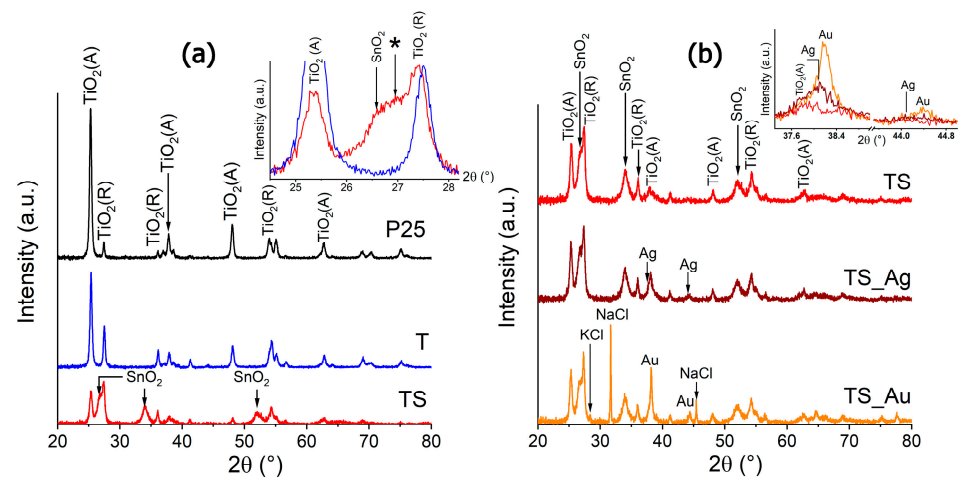 (a)
Intensity (a.u.)
TiO2(A)
TiO2(R)
TiO2(R)
TiO2(A)
TiO2(A)
TiO2(R)
TiO2(A)
P25
T
SnO2
SnO2
TS
20 30 40 50 60 70 80
2θ (°)
Intensity (a.u.)
TiO2 (A)
SnO2
*
TiO2 (R)
25 26 27 28
2θ (°)
(b)
Intensity (a.u.)
TiO2(A)
SnO2
TiO2(R)
SnO2
TiO2(R)
TiO2(A)
TiO2(A)
SnO2
TiO2(R)
TiO2(A)
TS
Ag
Ag
TS_Ag
KCl
NaCl
Au
Au
NaCl
TS_Au
20 30 40 50 60 70 80
2θ (°)
Intensity (a.u.)
TiO2(A)
Ag
Au
Ag
Au
37.6 38.4 44.0 44.8
2θ (°)